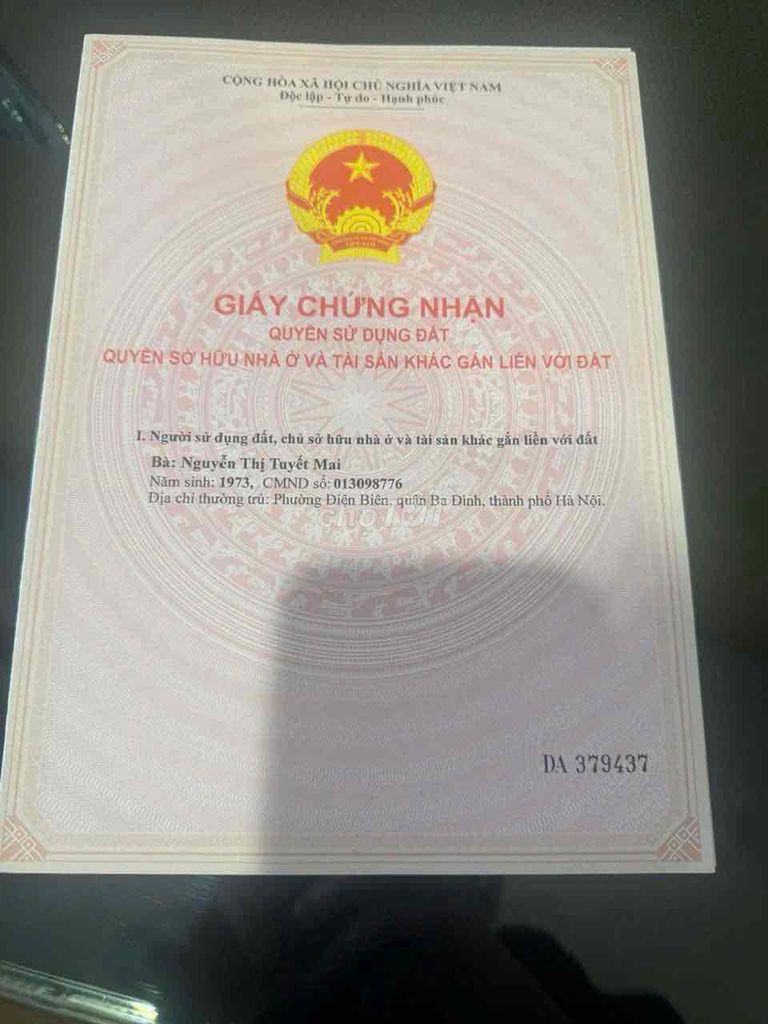 CỘNG HÒA XÃ HỘI CHỦ NGHĨA VIỆT NAM
Độc lập - Tự do - Hạnh phúc
GIẤY CHỨNG NHẬN
QUYỀN SỬ DỤNG ĐẤT
QUYỀN SỞ HỮU NHÀ Ở VÀ TÀI SẢN KHÁC GẮN LIỀN VỚI ĐẤT
I. Người sử dụng đất, chủ sở hữu nhà ở và tài sản khác gắn liền với đất
Bà: Nguyễn Thị Tuyết Mai
Năm sinh: 1973, CMND số: 013098776
Địa chỉ thường trú: Phường Điện Biên, quận Ba Đình, thành phố Hà Nội.
chợTỐT
DA 379437